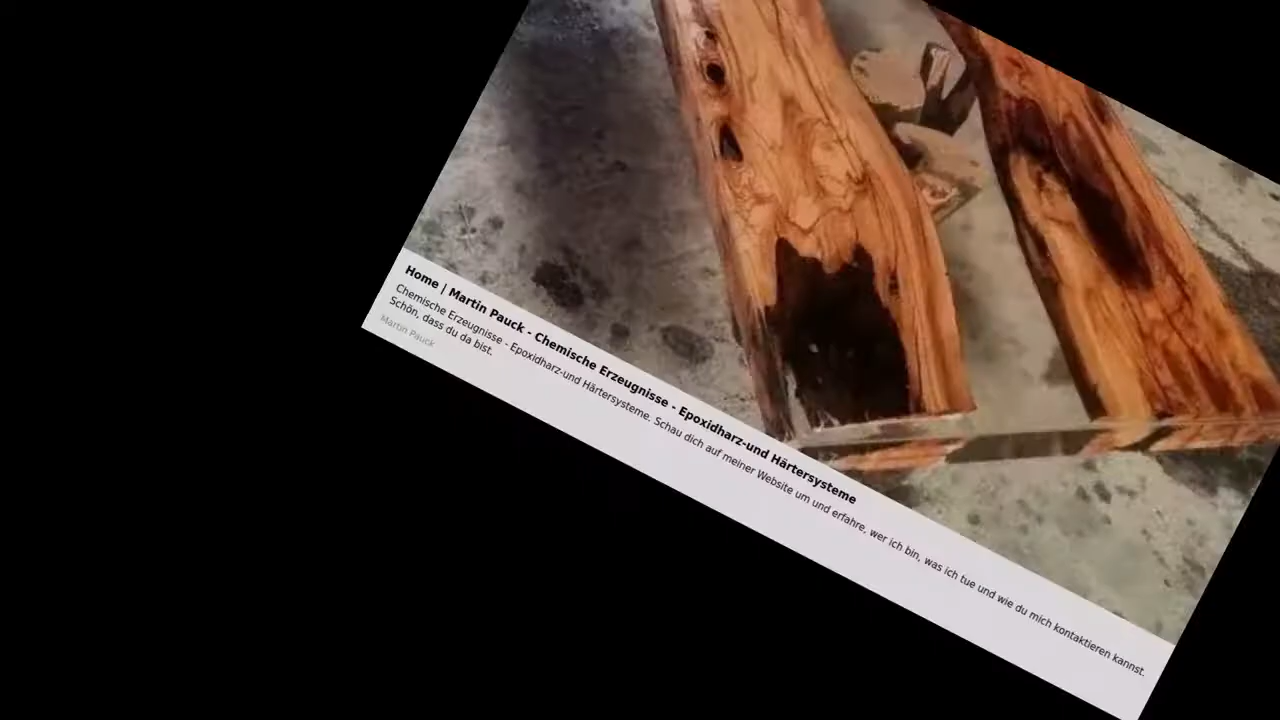 Home | Martin Pauck - Chemische Erzeugnisse - Epoxidharz-und Härtersysteme
Chemische Erzeugnisse - Epoxidharz-und Härtersysteme. Schau dich auf meiner Website um und erfahre, wer ich bin, was ich tue und wie du mich kontaktieren kannst.
Schön, dass du da bist.
Martin Pauck